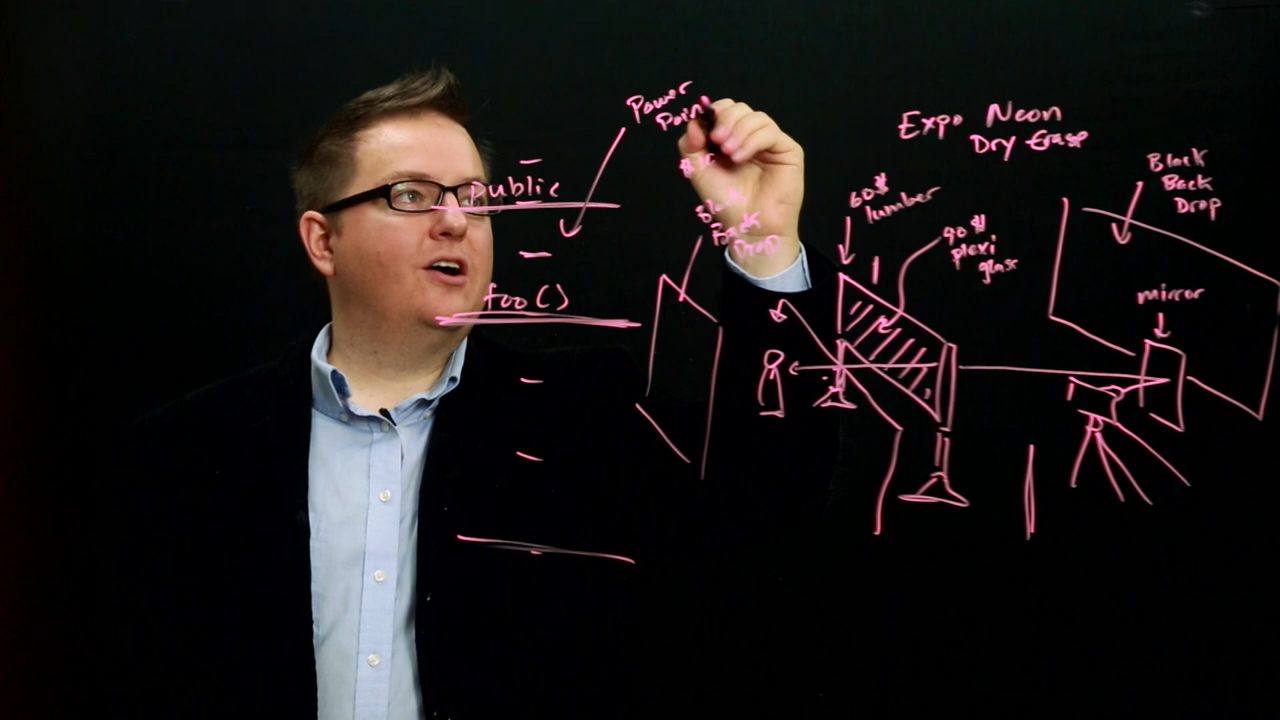 Power
Poin
public
foo()
Black
Back
Drop
Expo Neon
Dry Erase
60$
lumber
90$
plexi
glass
Black
Back
Drop
mirror